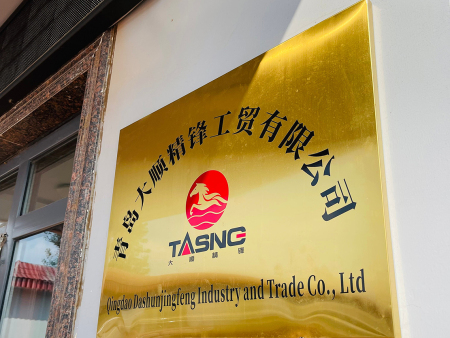 青岛大顺精锋工贸有限公司
TASNG
大顺精锋
Qingdao Dashunjingfeng Industry and Trade Co., Ltd